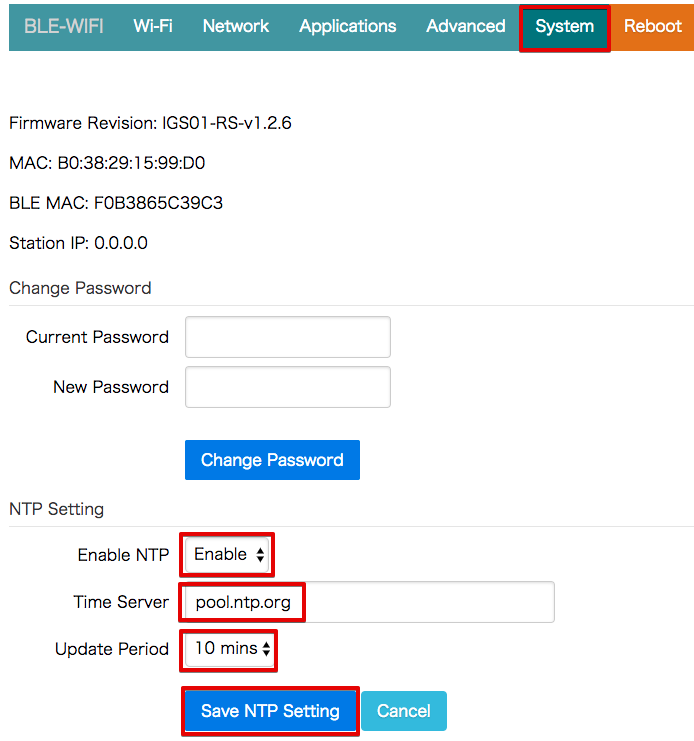 BLE-WIFI Wi-Fi Network Applications Advanced System Reboot
Firmware Revision: IGS01-RS-v1.2.6
MAC: B0:38:29:15:99:D0
BLE MAC: F0B3865C39C3
Station IP: 0.0.0.0
Change Password
Current Password
New Password
Change Password
NTP Setting
Enable NTP Enable
Time Server pool.ntp.org
Update Period 10 mins
Save NTP Setting Cancel